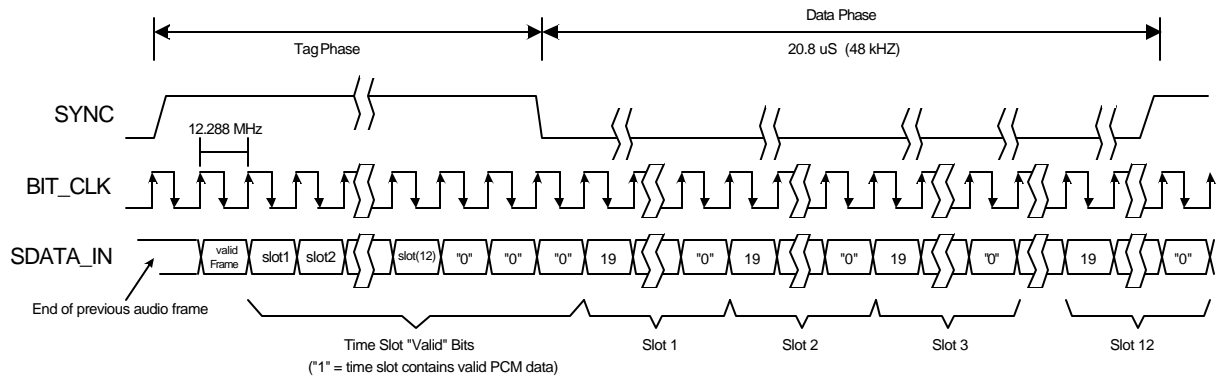 Data Phase
Tag Phase
20.8 uS (48 kHZ)
SYNC
12.288 MHz
BIT_CLK
SDATA_IN
valid
Frame
slot1
slot2
slot(12)
"0"
"0"
"0"
19
"0"
19
"0"
19
"0"
19
"0"
End of previous audio frame
Time Slot "Valid" Bits
("1" = time slot contains valid PCM data)
Slot 1
Slot 2
Slot 3
Slot 12